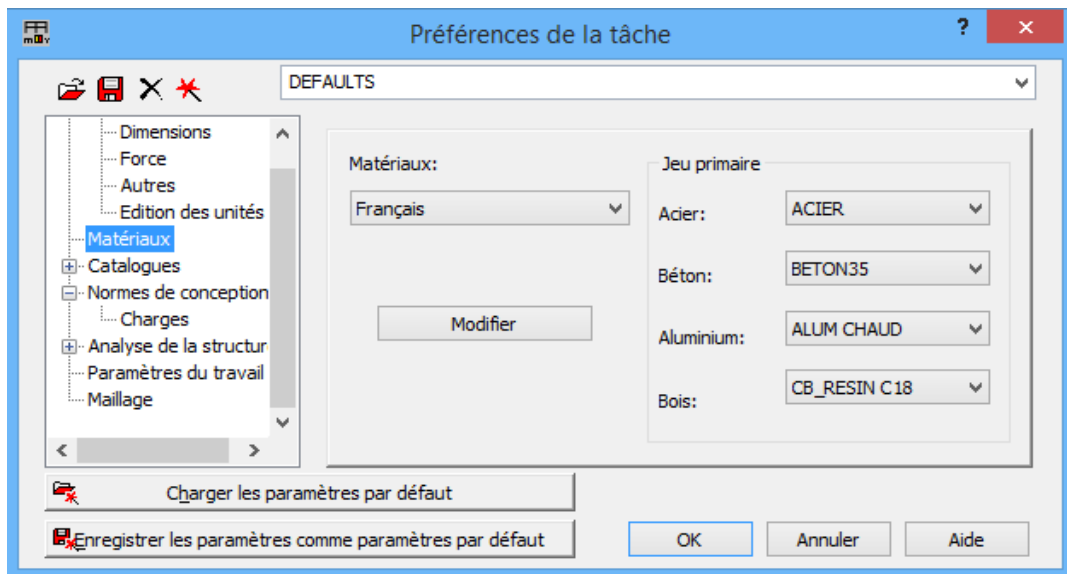 Préférences de la tâche
?
DEFAULTS
Dimensions
Force
Autres
Edition des unités
Matériaux
Catalogues
Normes de conception
Charges
Analyse de la structur
Paramètres du travail
Maillage
Matériaux:
Français
Modifier
Jeu primaire
Acier: ACIER
Béton: BETON35
Aluminium: ALUM CHAUD
Bois: CB_RESIN C18
Charger les paramètres par défaut
Enregistrer les paramètres comme paramètres par défaut
OK
Annuler
Aide